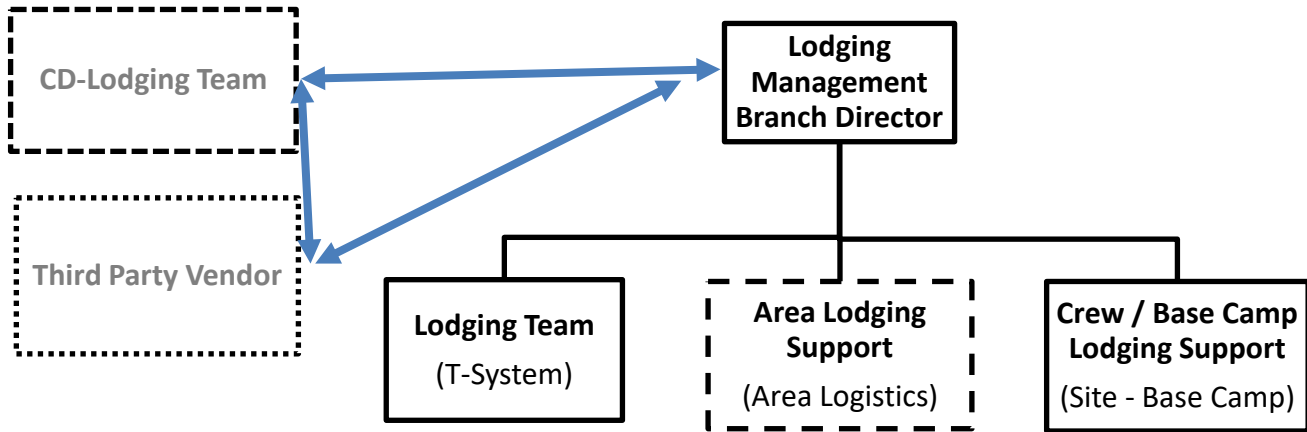 CD-Lodging Team
Third Party Vendor
Lodging
Management
Branch Director
Lodging Team
(T-System)
Area Lodging
Support
(Area Logistics)
Crew / Base Camp
Lodging Support
(Site - Base Camp)